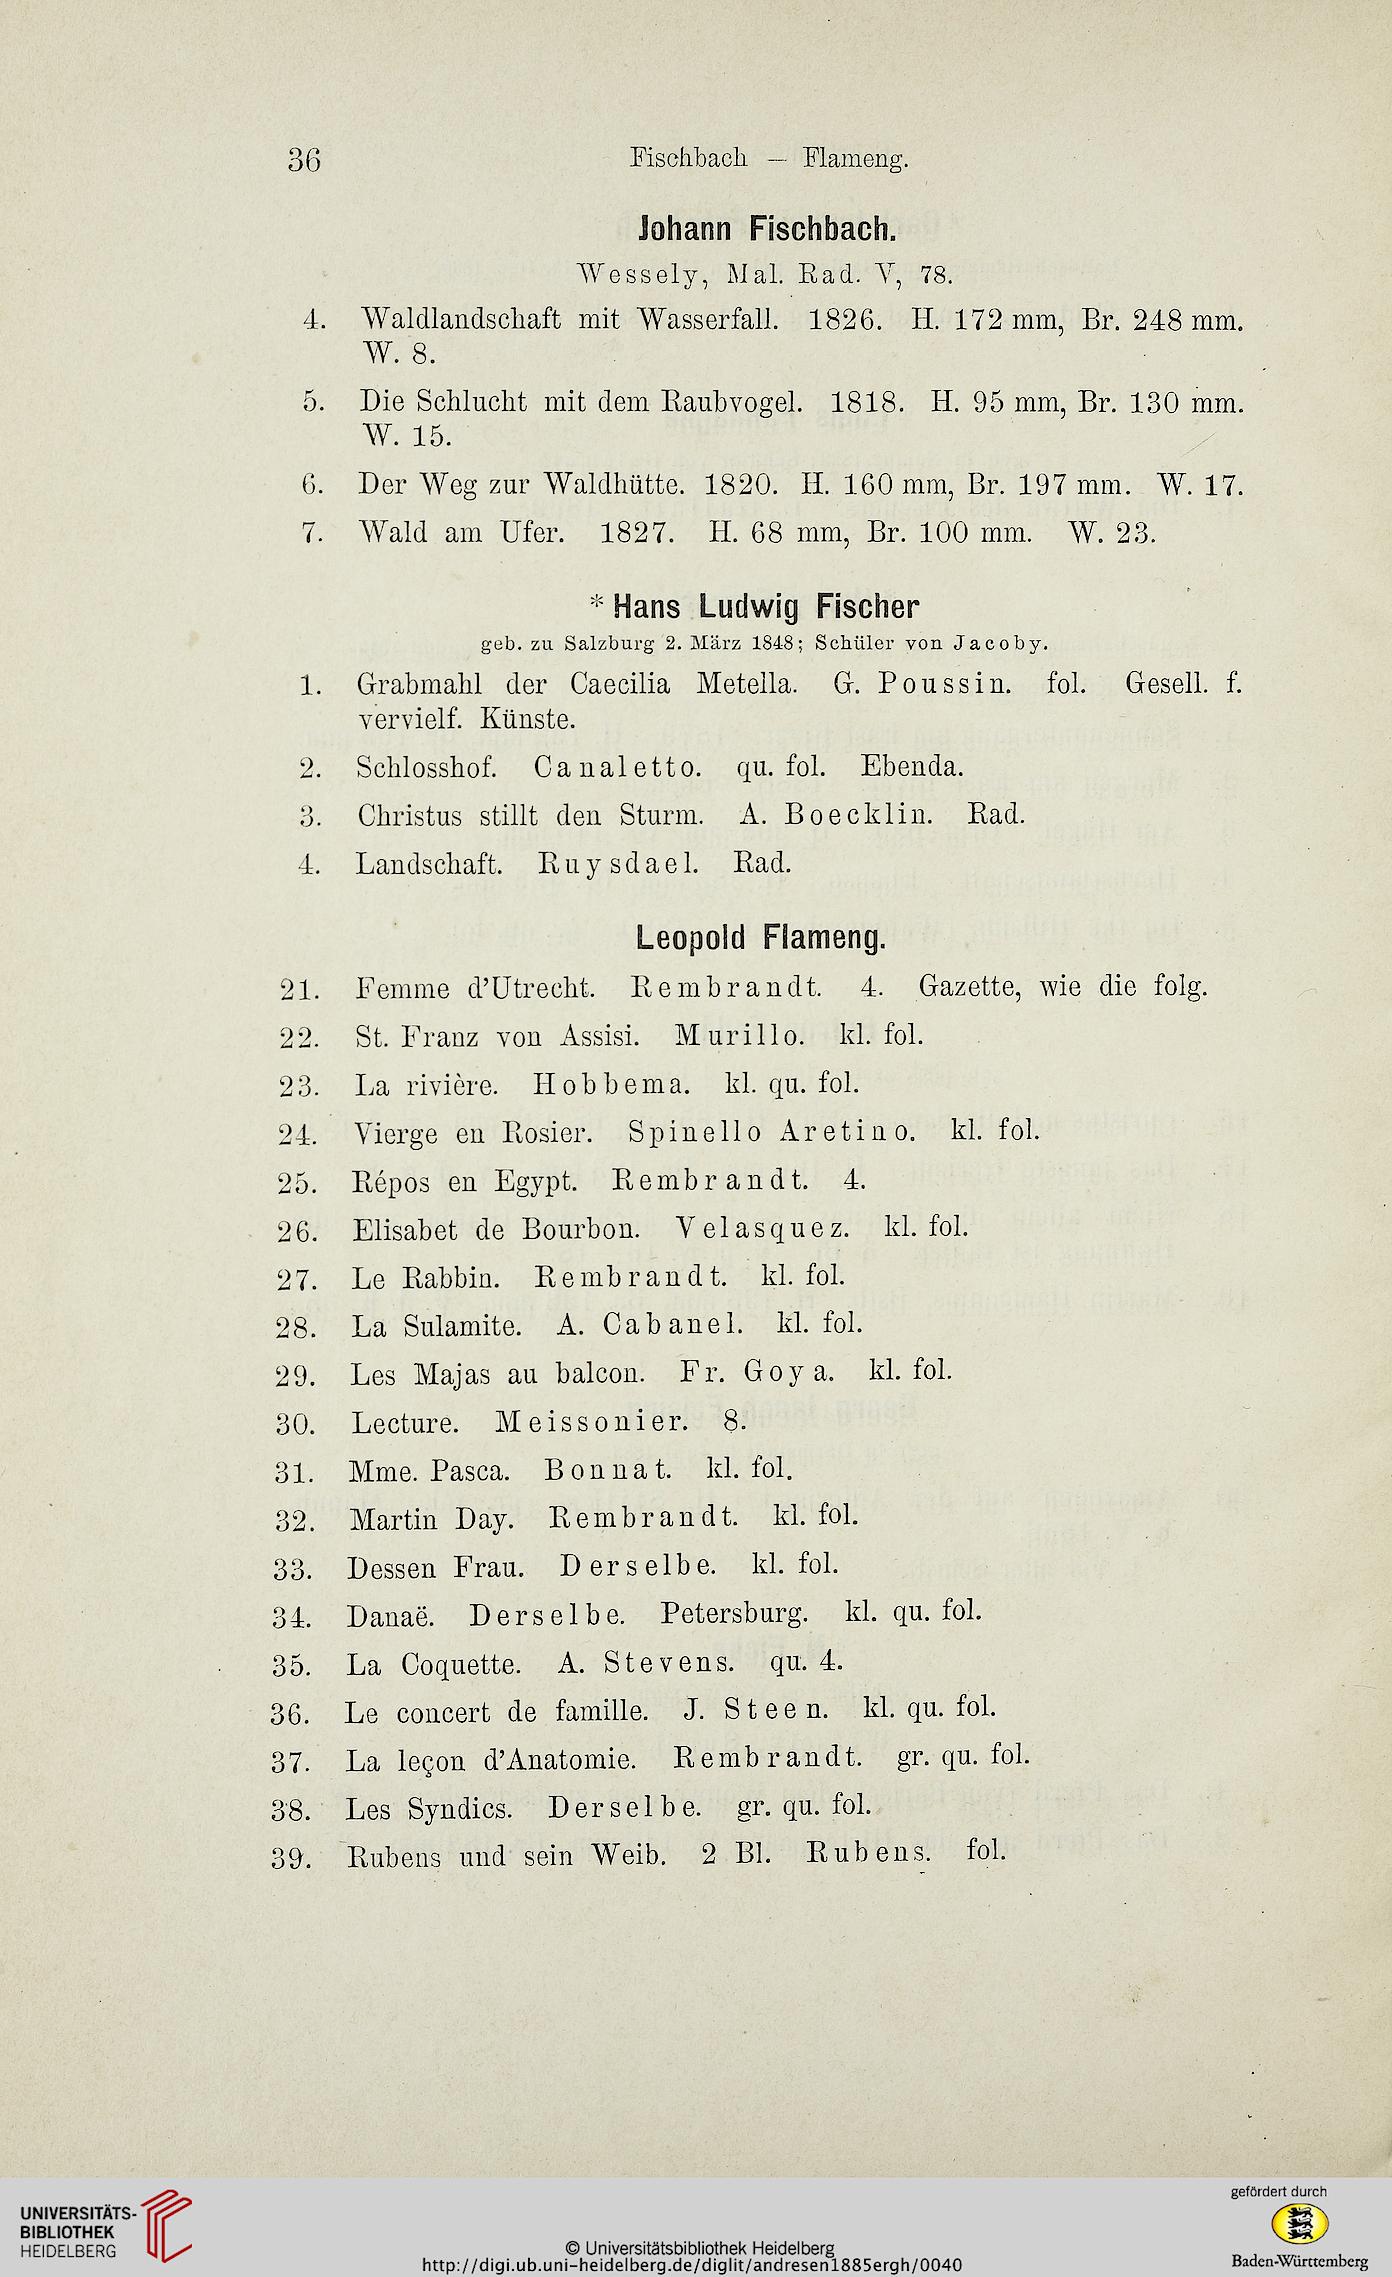 36 Fischbach — Flameng.
Johann Fischbach.
Wessely, Mal. Rad. V, 78.
4. Waldlandschaft mit Wasserfall. 1826. H. 172 mm, Br. 248 mm.
W. 8.
5. Die Schlucht mit dem Raubvogel. 1818. H. 95 mm, Br. 130 mm.
W. 15.
6. Der Weg zur Waldhütte. 1820. H. 160 mm, Br. 197 mm. W. 17.
7. Wald am Ufer. 1827. H. 68 mm, Br. 100 mm. W. 23.
* Hans Ludwig Fischer
geb. zu Salzburg 2. März 1848; Schüler von Jacoby.
1. Grabmahl der Caecilia Metella. G. Poussin. fol. Gesell. f.
vervielf. Künste.
2. Schlosshof. Canaletto. qu. fol. Ebenda.
3. Christus stillt den Sturm. A. Boecklin. Rad.
4. Landschaft. Ruysdael. Rad.
Leopold Flameng.
21. Femme d'Utrecht. Rembrandt. 4. Gazette, wie die folg.
22. St. Franz von Assisi. Murillo. kl. fol.
23. La rivière. Hobbema. kl. qu. fol.
24. Vierge en Rosier. Spinello Aretino. kl. fol.
25. Répos en Egypt. Rembrandt. 4.
26. Elisabet de Bourbon. Velasquez. kl. fol.
27. Le Rabbin. Rembrandt. kl. fol.
28. La Sulamite. A. Cabanel. kl. fol.
29. Les Majas au balcon. Fr. Goya. kl. fol.
30. Lecture. Meissonier. 8.
31. Mme. Pasca. Bonnat. kl. fol.
32. Martin Day. Rembrandt. kl. fol.
33. Dessen Frau. Derselbe. kl. fol.
34. Danaë. Derselbe. Petersburg. kl. qu. fol.
35. La Coquette. A. Stevens. qu. 4.
36. Le concert de famille. J. Steen. kl. qu. fol.
37. La leçon d'Anatomie. Rembrandt. gr. qu. fol.
38. Les Syndics. Derselbe. gr. qu. fol.
39. Rubens und sein Weib. 2 Bl. Rubens. fol.
UNIVERSITÄTS-
BIBLIOTHEK
HEIDELBERG
© Universitätsbibliothek Heidelberg
http://digi.ub.uni-heidelberg.de/diglit/andresen1885ergh/0040
gefördert durch
Baden-Württemberg